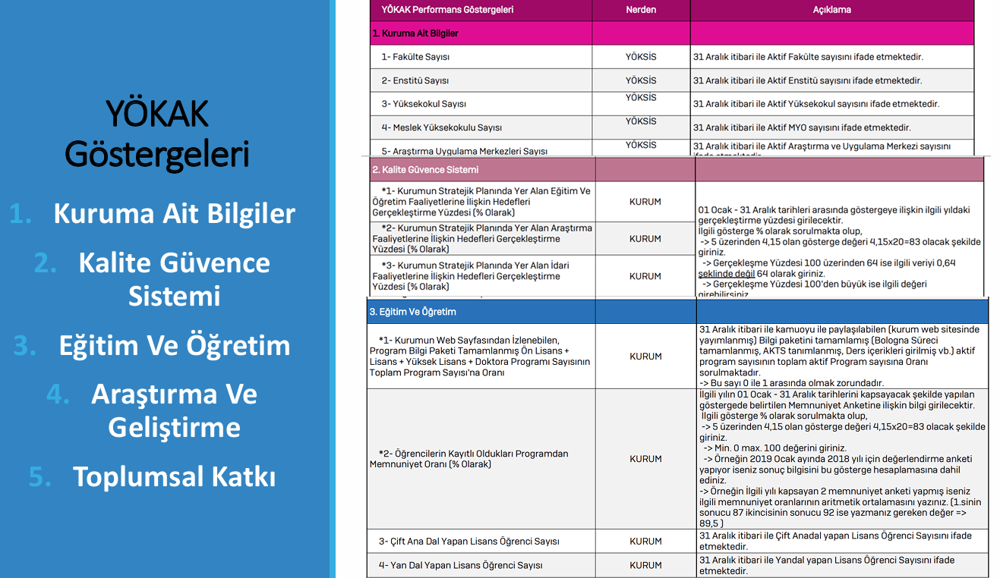 YÖKAK
Göstergeleri
1. Kuruma Ait Bilgiler
2. Kalite Güvence
Sistemi
3. Eğitim Ve Öğretim
4. Araştırma Ve
Geliştirme
5. Toplumsal Katkı
YÖKAK Performans Göstergeleri Nerden Açıklama
1. Kuruma Ait Bilgiler
1- Fakülte Sayısı YÖKSİS 31 Aralık itibari ile Aktif Fakülte sayısını ifade etmektedir.
2- Enstitü Sayısı YÖKSİS 31 Aralık itibari ile Aktif Enstitü sayısını ifade etmektedir.
3- Yüksekokul Sayısı YÖKSİS 31 Aralık itibari ile Aktif Yüksekokul sayısını ifade etmektedir.
4- Meslek Yüksekokulu Sayısı YÖKSİS 31 Aralık itibari ile Aktif MYO sayısını ifade etmektedir.
5- Araştırma Uygulama Merkezleri Sayısı YÖKSİS 31 Aralık itibari ile Aktif Araştırma ve Uygulama Merkezi sayısını
ifade etmektedir.
2. Kalite Güvence Sistemi
*1- Kurumun Stratejik Planında Yer Alan Eğitim Ve
Öğretim Faaliyetlerine İlişkin Hedefleri
Gerçekleştirme Yüzdesi (% Olarak)
KURUM
*2- Kurumun Stratejik Planında Yer Alan Araştırma
Faaliyetlerine İlişkin Hedefleri Gerçekleştirme
Yüzdesi (% Olarak)
KURUM
*3- Kurumun Stratejik Planında Yer Alan İdari
Faaliyetlerine İlişkin Hedefleri Gerçekleştirme
Yüzdesi (% Olarak)
KURUM
01 Ocak - 31 Aralık tarihleri arasında göstergeye ilişkin ilgili yıldaki
gerçekleştirme yüzdesi girilecektir.
İlgili gösterge % olarak sorulmakta olup,
-> 5 üzerinden 4,15 olan gösterge değeri 4,15x20=83 olacak şekilde
giriniz.
-> Gerçekleşme Yüzdesi 100 üzerinden 64 ise ilgili veriyi 0,64
şeklinde değil 64 olarak giriniz.
-> Gerçekleşme Yüzdesi 100'den büyük ise ilgili değeri
girebilirsiniz.
3. Eğitim Ve Öğretim
*1- Kurumun Web Sayfasından İzlenebilen,
Program Bilgi Paketi Tamamlanmış Ön Lisans +
Lisans + Yüksek Lisans + Doktora Programı Sayısının
Toplam Program Sayısı'na Oranı
KURUM
31 Aralık itibari ile kamuoyu ile paylaşılabilen (kurum web sitesinde
yayımlanmış) Bilgi paketini tamamlamış (Bologna Süreci
tamamlanmış, AKTS tanımlanmış, Ders içerikleri girilmiş vb.) aktif
program sayısının toplam aktif Program sayısına Oranı
sorulmaktadır.
-> Bu sayı 0 ile 1 arasında olmak zorundadır.
*2- Öğrencilerin Kayıtlı Oldukları Programdan
Memnuniyet Oranı (% Olarak)
KURUM
İlgili yılın 01 Ocak - 31 Aralık tarihlerini kapsayacak şekilde yapılan
göstergede belirtilen Memnuniyet Anketine ilişkin bilgi girilecektir.
İlgili gösterge % olarak sorulmakta olup,
-> 5 üzerinden 4,15 olan gösterge değeri 4,15x20=83 olacak şekilde
giriniz.
-> Min. 0 max. 100 değerini giriniz.
-> Örneğin 2019 Ocak ayında 2018 yılı için değerlendirme anketi
yapıyor iseniz sonuç bilgisini bu gösterge hesaplamasına dahil
ediniz.
-> Örneğin İlgili yılı kapsayan 2 memnuniyet anketi yapmış iseniz
ilgili memnuniyet oranlarının aritmetik ortalamasını yazınız. (1.sinin
sonucu 87 ikincisinin sonucu 92 ise yazmanız gereken değer =>
89,5 )
3- Çift Ana Dal Yapan Lisans Öğrenci Sayısı KURUM 31 Aralık itibari ile Çift Anadal yapan Lisans Öğrenci Sayısını ifade
etmektedir.
4- Yan Dal Yapan Lisans Öğrenci Sayısı KURUM 31 Aralık itibari ile Yandal yapan Lisans Öğrenci Sayısını ifade
etmektedir.